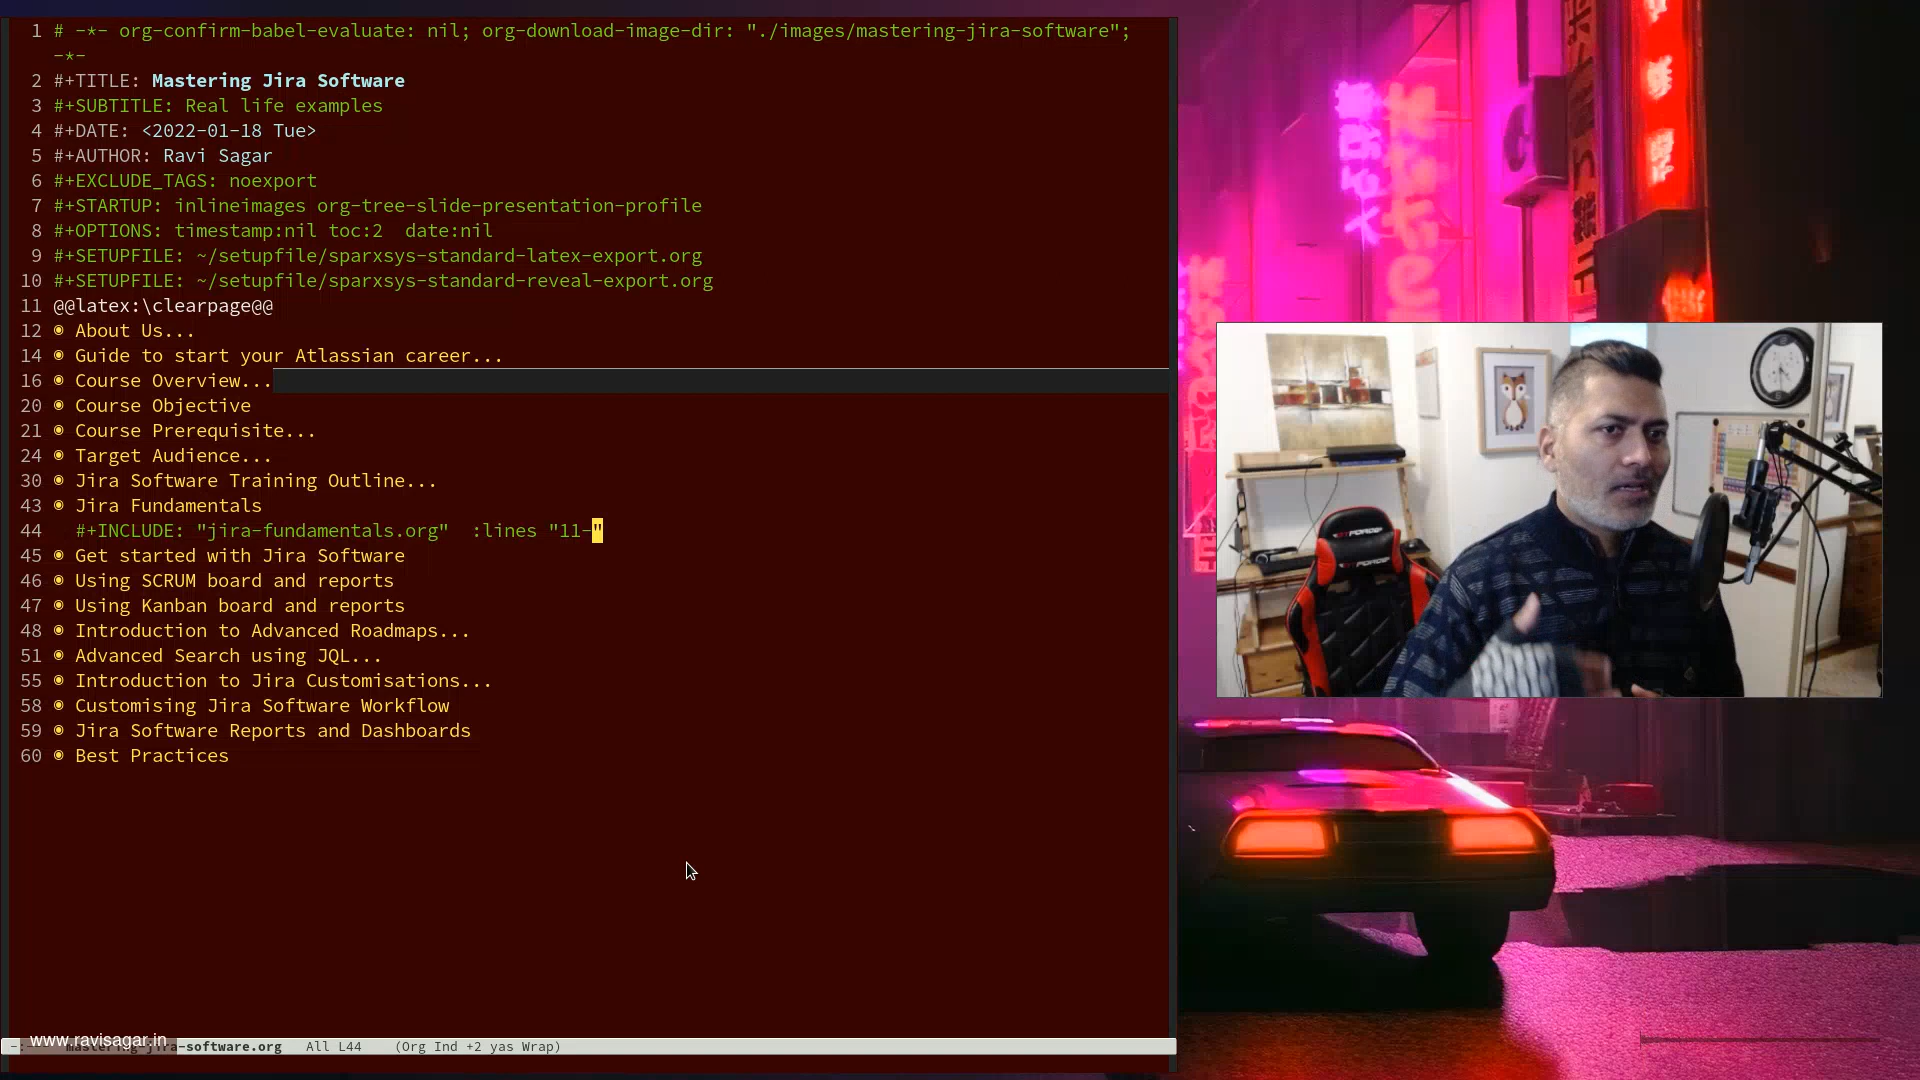 1 # -*- org-confirm-babel-evaluate: nil; org-download-image-dir: "./images/mastering-jira-software";
-*-
2 #+TITLE: Mastering Jira Software
3 #+SUBTITLE: Real life examples
4 #+DATE: <2022-01-18 Tue>
5 #+AUTHOR: Ravi Sagar
6 #+EXCLUDE_TAGS: noexport
7 #+STARTUP: inlineimages org-tree-slide-presentation-profile
8 #+OPTIONS: timestamp:nil toc:2  date:nil
9 #+SETUPFILE: ~/setupfile/sparxsys-standard-latex-export.org
10 #+SETUPFILE: ~/setupfile/sparxsys-standard-reveal-export.org
11 @@latex:\clearpage@@
12 ◉ About Us...
14 ◉ Guide to start your Atlassian career...
16 ◉ Course Overview...
20 ◉ Course Objective
21 ◉ Course Prerequisite...
24 ◉ Target Audience...
30 ◉ Jira Software Training Outline...
43 ◉ Jira Fundamentals
44 #+INCLUDE: "jira-fundamentals.org"  :lines "11-"
45 ◉ Get started with Jira Software
46 ◉ Using SCRUM board and reports
47 ◉ Using Kanban board and reports
48 ◉ Introduction to Advanced Roadmaps...
51 ◉ Advanced Search using JQL...
55 ◉ Introduction to Jira Customisations...
58 ◉ Customising Jira Software Workflow
59 ◉ Jira Software Reports and Dashboards
60 ◉ Best Practices
www.ravisagar.in
mastering-jira-software.org   All L44   (Org Ind +2 yas Wrap)